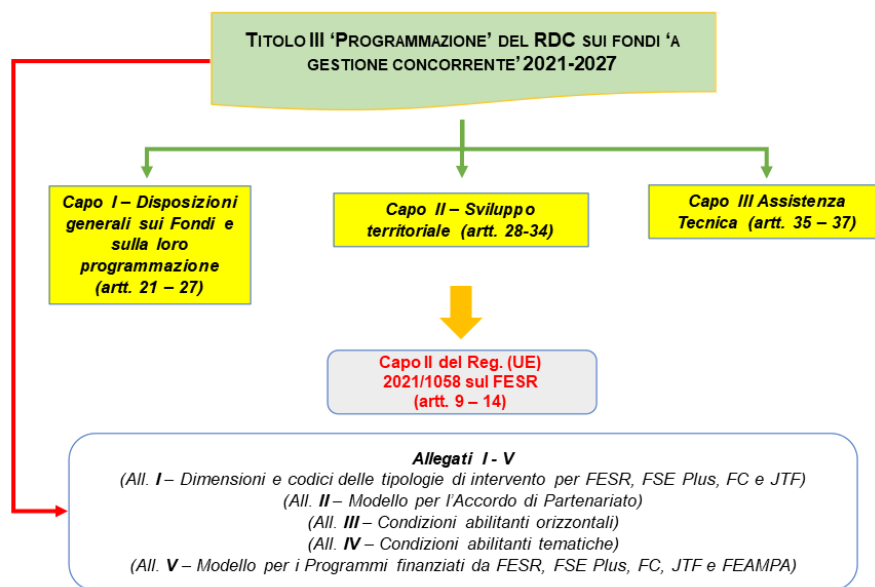 TITOLO III ‘PROGRAMMAZIONE’ DEL RDC SUI FONDI ‘A
GESTIONE CONCORRENTE’ 2021-2027
Capo I – Disposizioni
generali sui Fondi e
sulla loro
programmazione
(artt. 21 – 27)
Capo II – Sviluppo
territoriale (artt. 28-34)
Capo III Assistenza
Tecnica (artt. 35 – 37)
Capo II del Reg. (UE)
2021/1058 sul FESR
(artt. 9 – 14)
Allegati I - V
(All. I – Dimensioni e codici delle tipologie di intervento per FESR, FSE Plus, FC e JTF)
(All. II – Modello per l’Accordo di Partenariato)
(All. III – Condizioni abilitanti orizzontali)
(All. IV – Condizioni abilitanti tematiche)
(All. V – Modello per i Programmi finanziati da FESR, FSE Plus, FC, JTF e FEAMPA)